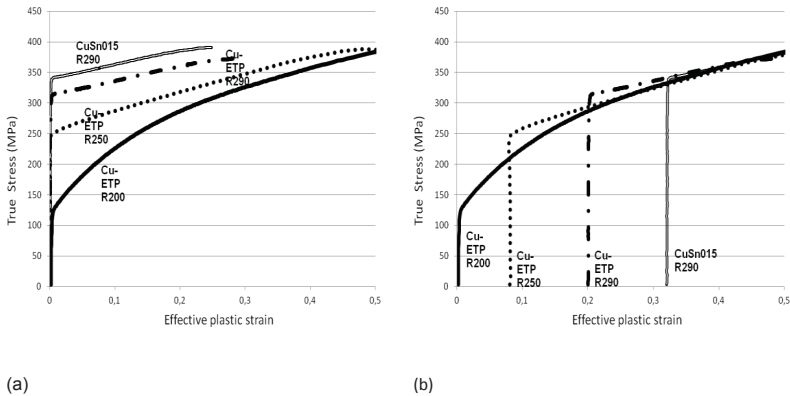 450
400
350
300
250
200
150
100
50
0
True Stress (MPa)
CuSn015
R290
Cu-
ETP
R290
Cu-
ETP
R250
Cu-
ETP
R200
0
0,1
0,2
0,3
0,4
0,5
Effective plastic strain
(a)
450
400
350
300
250
200
150
100
50
0
True Stress (MPa)
Cu-
ETP
R200
Cu-
ETP
R250
Cu-
ETP
R290
CuSn015
R290
0
0,1
0,2
0,3
0,4
0,5
Effective plastic strain
(b)